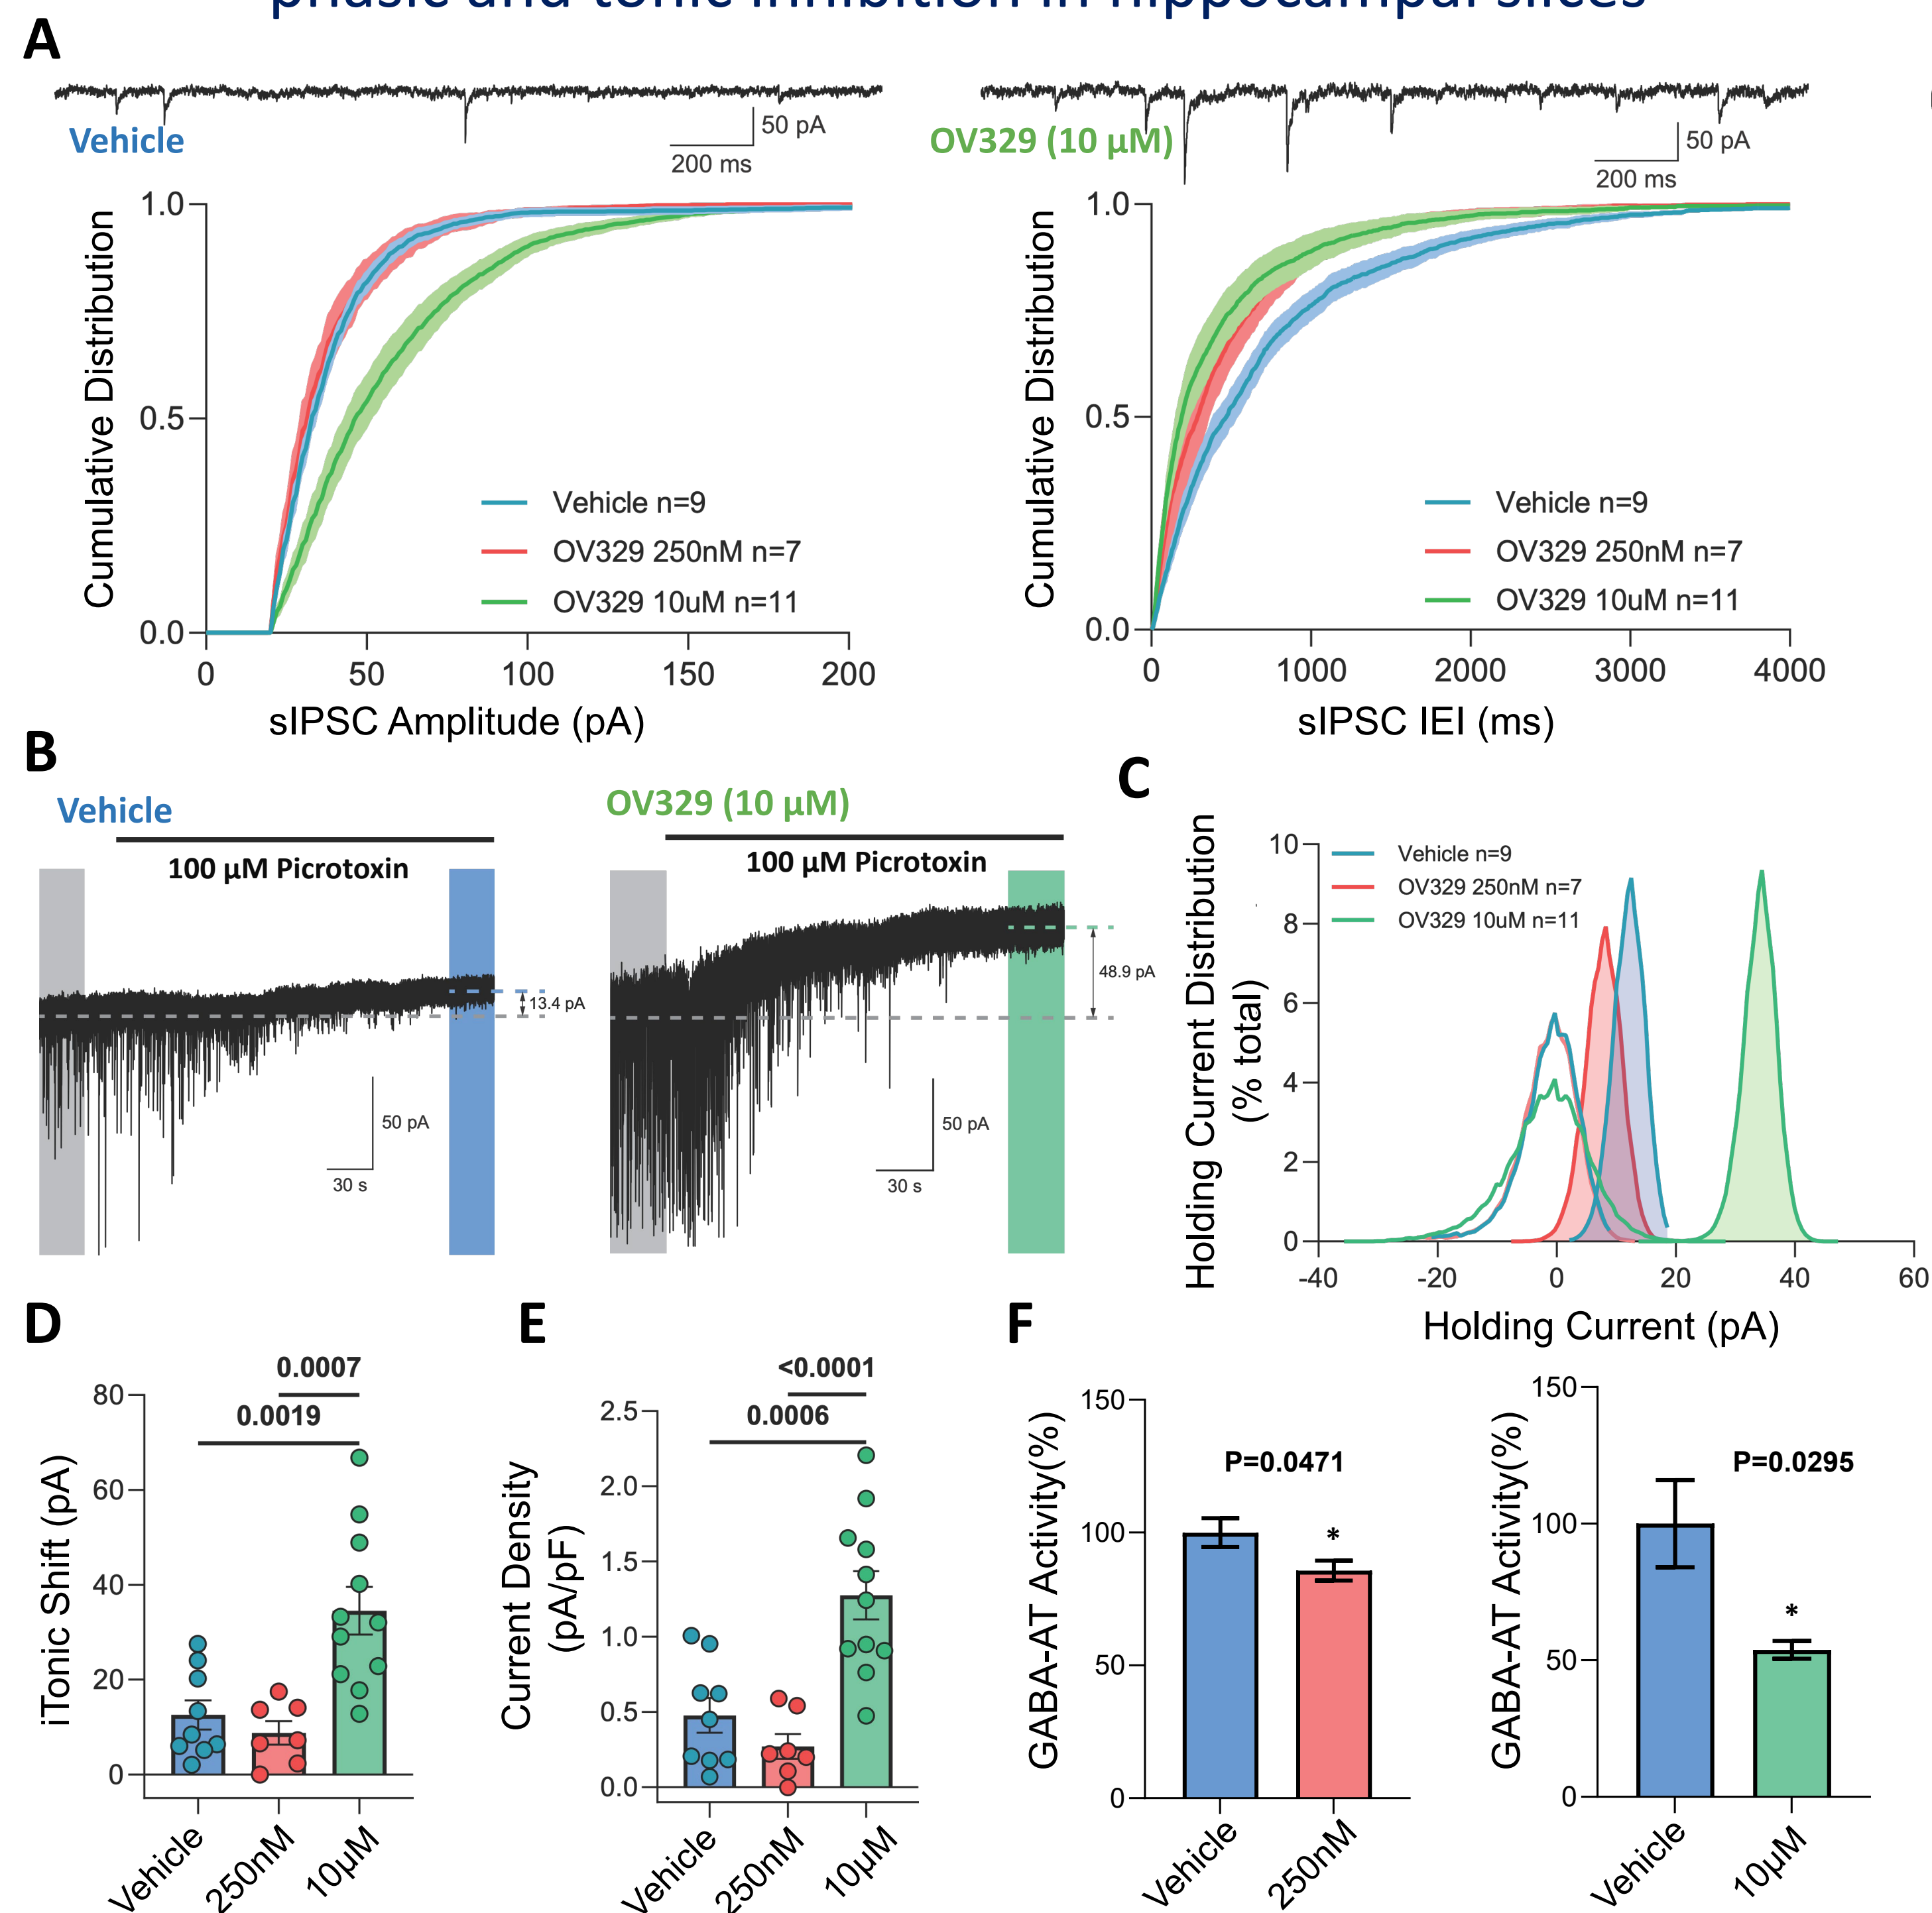 phasic and tonic inhibition in hippocampal slices
A
Vehicle
50 pA
200 ms
OV329 (10 µM)
50 pA
200 ms
Cumulative Distribution
1.0
0.5
0.0
Vehicle n=9
OV329 250nM n=7
OV329 10uM n=11
0 50 100 150 200
sIPSC Amplitude (pA)
Cumulative Distribution
1.0
0.5
0.0
Vehicle n=9
OV329 250nM n=7
OV329 10uM n=11
0 1000 2000 3000 4000
sIPSC IEI (ms)
B
Vehicle
100 µM Picrotoxin
13.4 pA
50 pA
30 s
OV329 (10 µM)
100 µM Picrotoxin
48.9 pA
50 pA
30 s
C
Holding Current Distribution
(% total)
10
8
6
4
2
0
Vehicle n=9
OV329 250nM n=7
OV329 10uM n=11
-40 -20 0 20 40 60
Holding Current (pA)
D
0.0007
0.0019
iTonic Shift (pA)
80
60
40
20
0
Vehicle
250nM
10µM
E
<0.0001
0.0006
Current Density
(pA/pF)
2.5
2.0
1.5
1.0
0.5
0.0
Vehicle
250nM
10µM
F
GABA-AT Activity(%)
150
100
50
0
P=0.0471
*
Vehicle
250nM
GABA-AT Activity(%)
150
100
50
0
P=0.0295
*
Vehicle
10µM